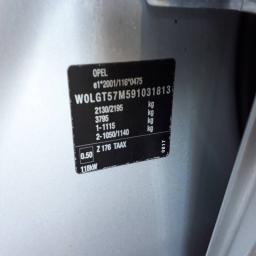 OPEL
e1*2001/116*0475
W0LGT57M591031813
2130/2195 kg
3795 kg
1-1115 kg
2-1050/1140 kg
0.50 Z 176 TAAX
118kW